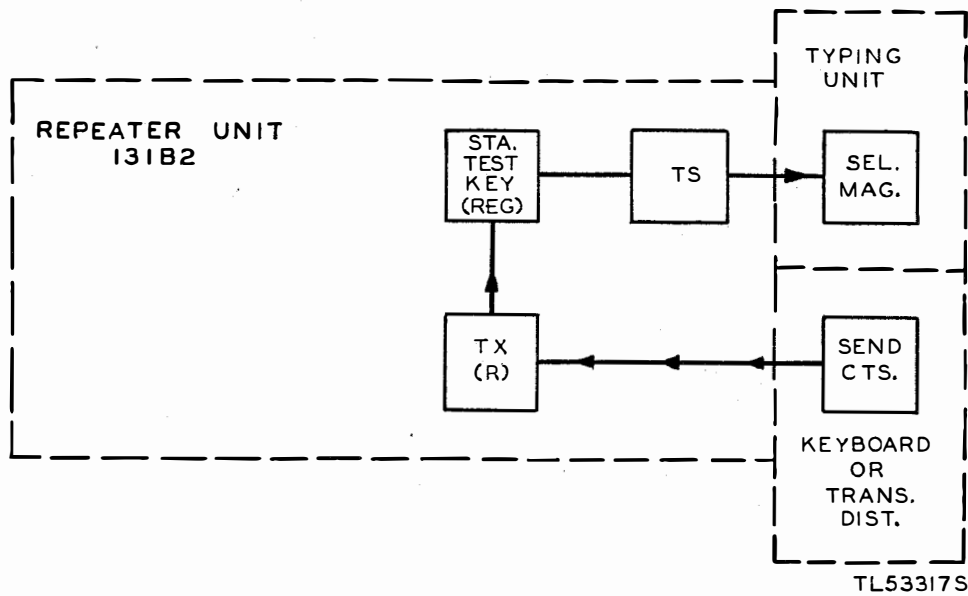 REPEATER UNIT
131B2
STA.
TEST
KEY
(REG)
TS
TYPING
UNIT
SEL.
MAG.
TX
(R)
SEND
CTS.
KEYBOARD
OR
TRANS.
DIST.
TL53317S